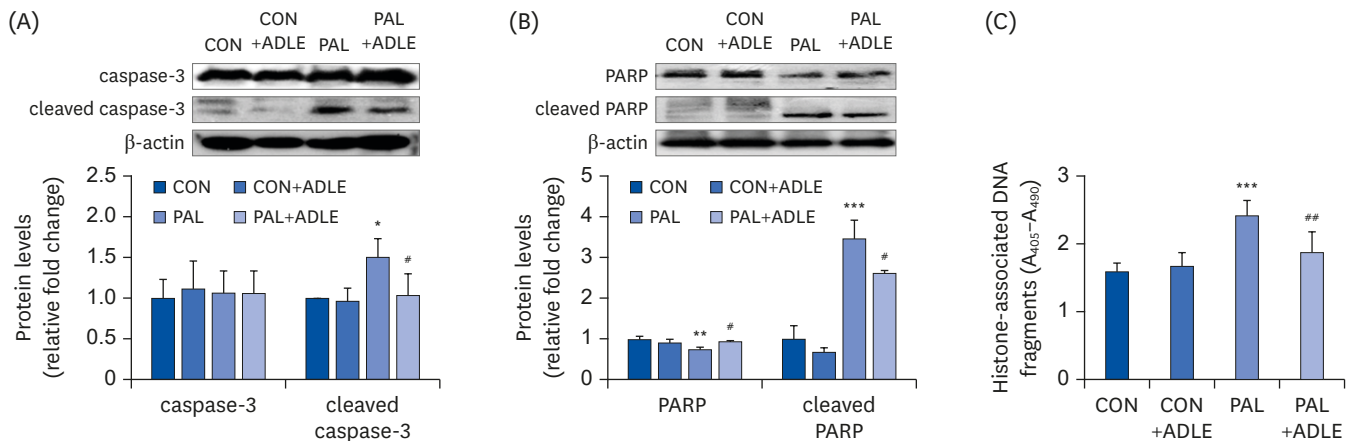 (A)
CON
CON
+ADLE
PAL
PAL
+ADLE
caspase-3
cleaved caspase-3
β-actin
Protein levels
(relative fold change)
2.5
2.0
1.5
1.0
0.5
0
CON
CON+ADLE
PAL
PAL+ADLE
*
#
caspase-3
cleaved
caspase-3
(B)
CON
CON
+ADLE
PAL
PAL
+ADLE
PARP
cleaved PARP
β-actin
Protein levels
(relative fold change)
5
4
3
2
1
0
CON
CON+ADLE
PAL
PAL+ADLE
**
#
***
#
PARP
cleaved
PARP
(C)
Histone-associated DNA
fragments (A₄₀₅–A₄₉₀)
3
2
1
0
***
##
CON
CON
+ADLE
PAL
PAL
+ADLE